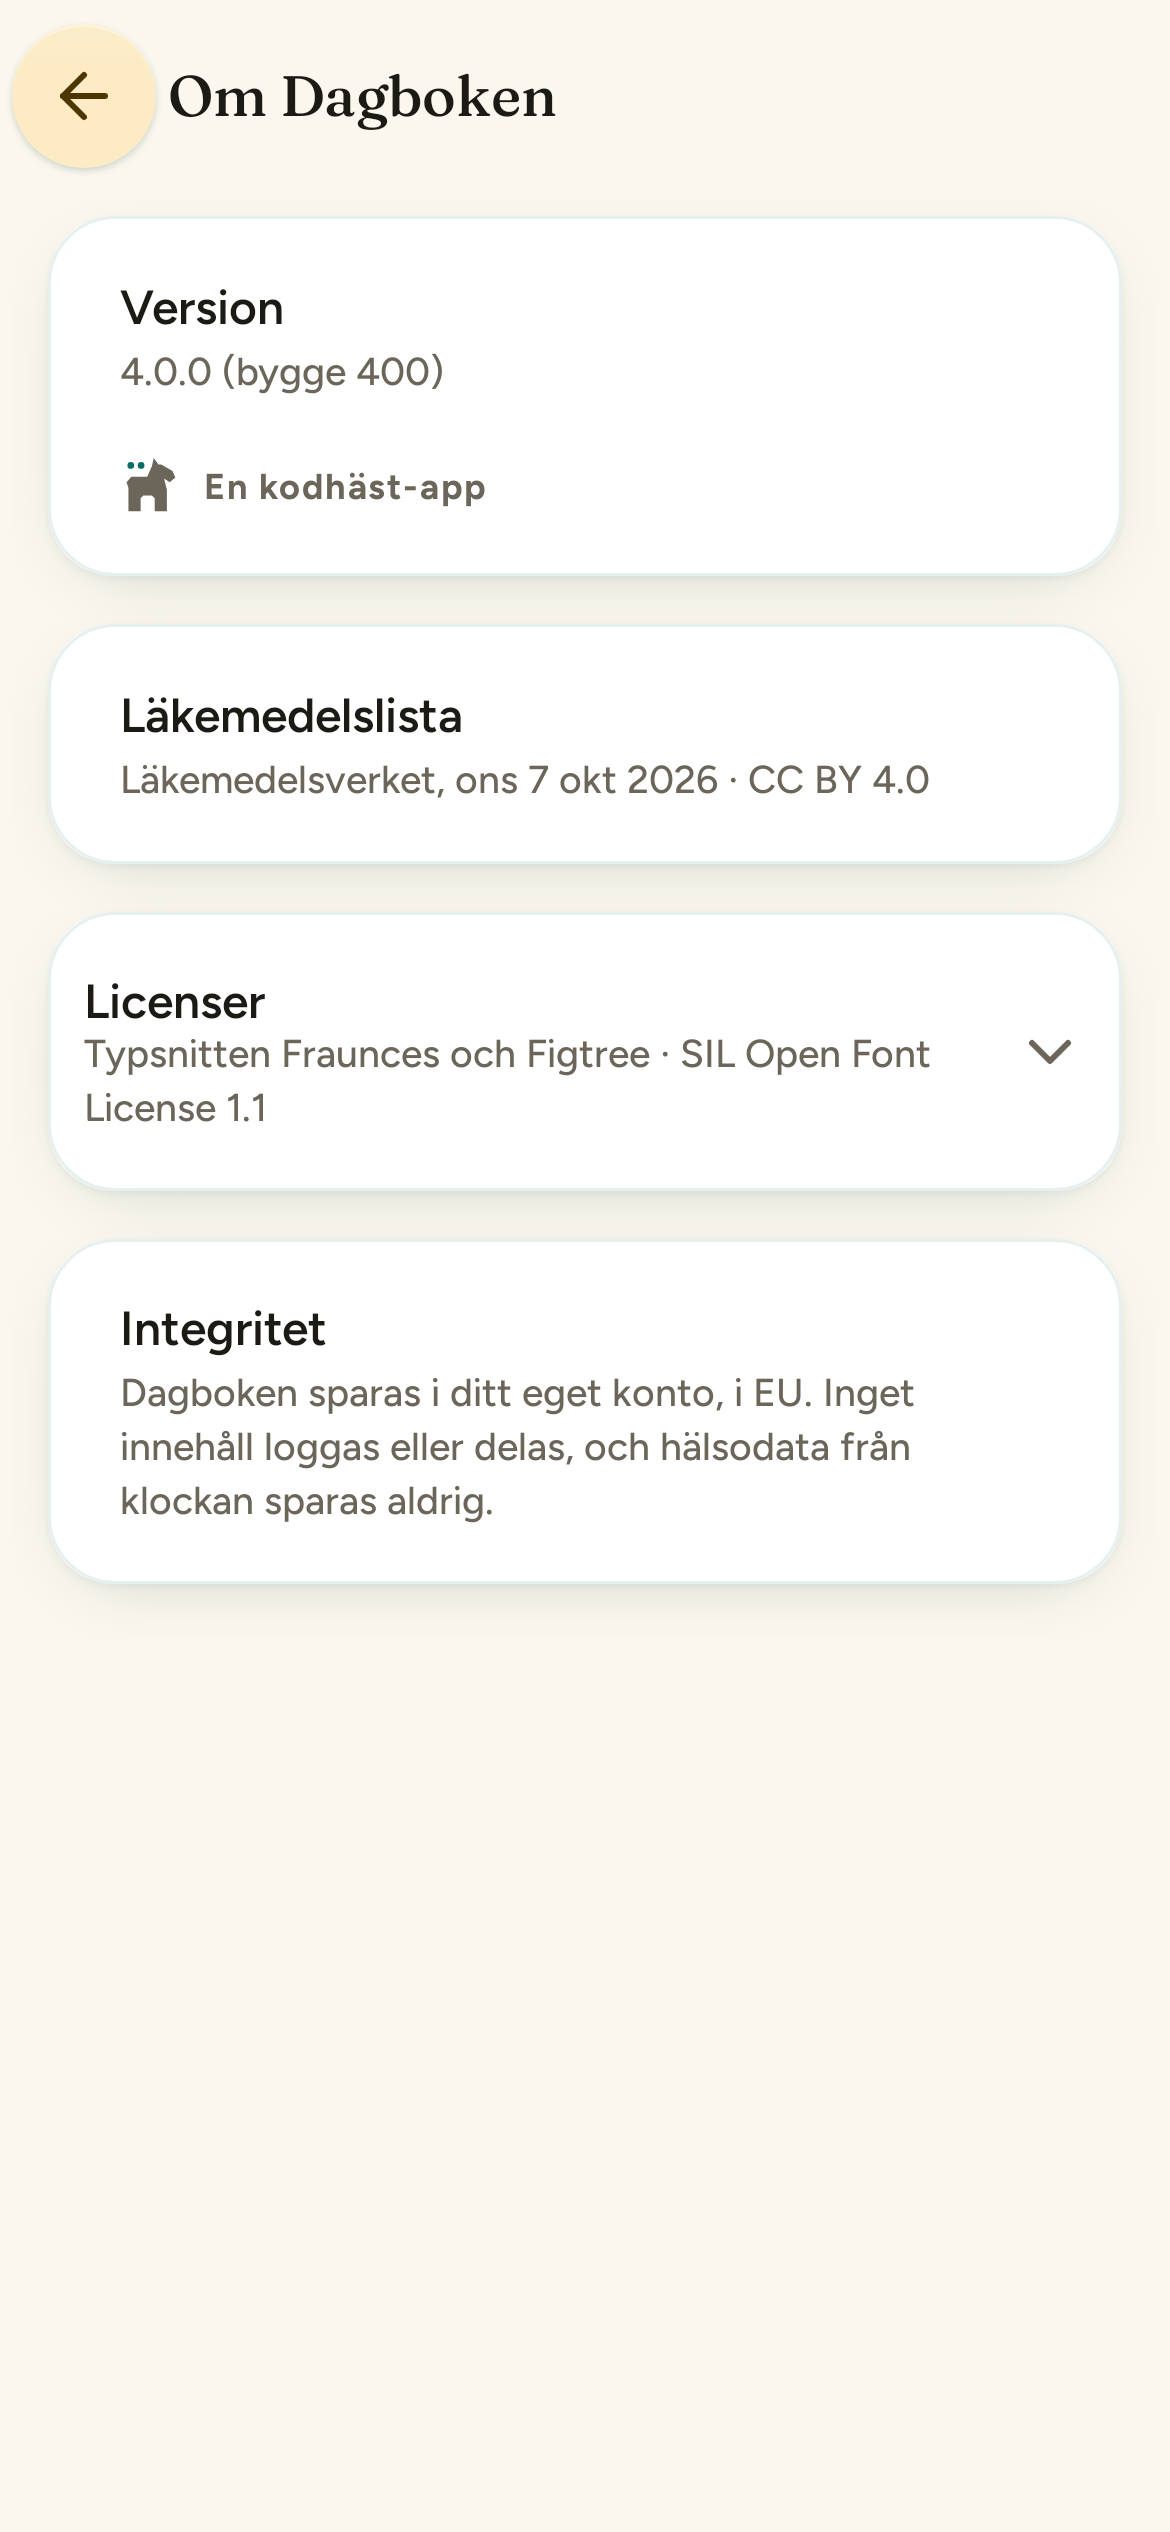 Om Dagboken
Version
4.0.0 (bygge 400)
En kodhäst-app
Läkemedelslista
Läkemedelsverket, ons 7 okt 2026 · CC BY 4.0
Licenser
Typsnitten Fraunces och Figtree · SIL Open Font
License 1.1
Integritet
Dagboken sparas i ditt eget konto, i EU. Inget
innehåll loggas eller delas, och hälsodata från
klockan sparas aldrig.